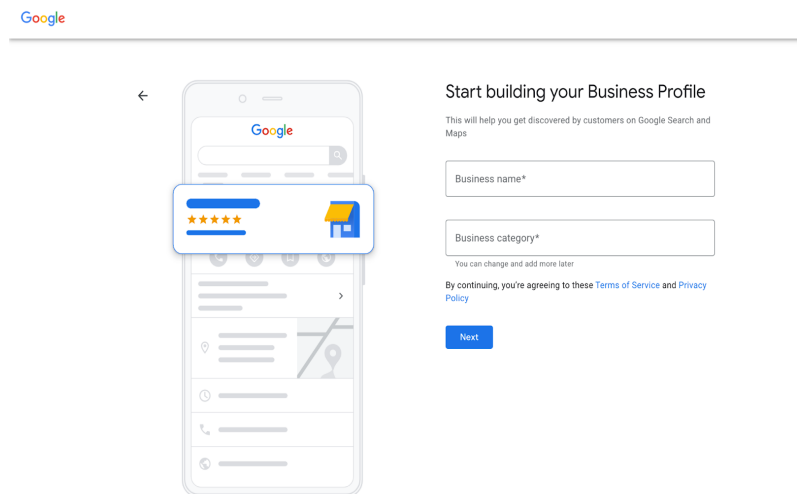 Google
Google
Start building your Business Profile
This will help you get discovered by customers on Google Search and
Maps
Business name*
Business category*
You can change and add more later
By continuing, you're agreeing to these Terms of Service and Privacy
Policy
Next